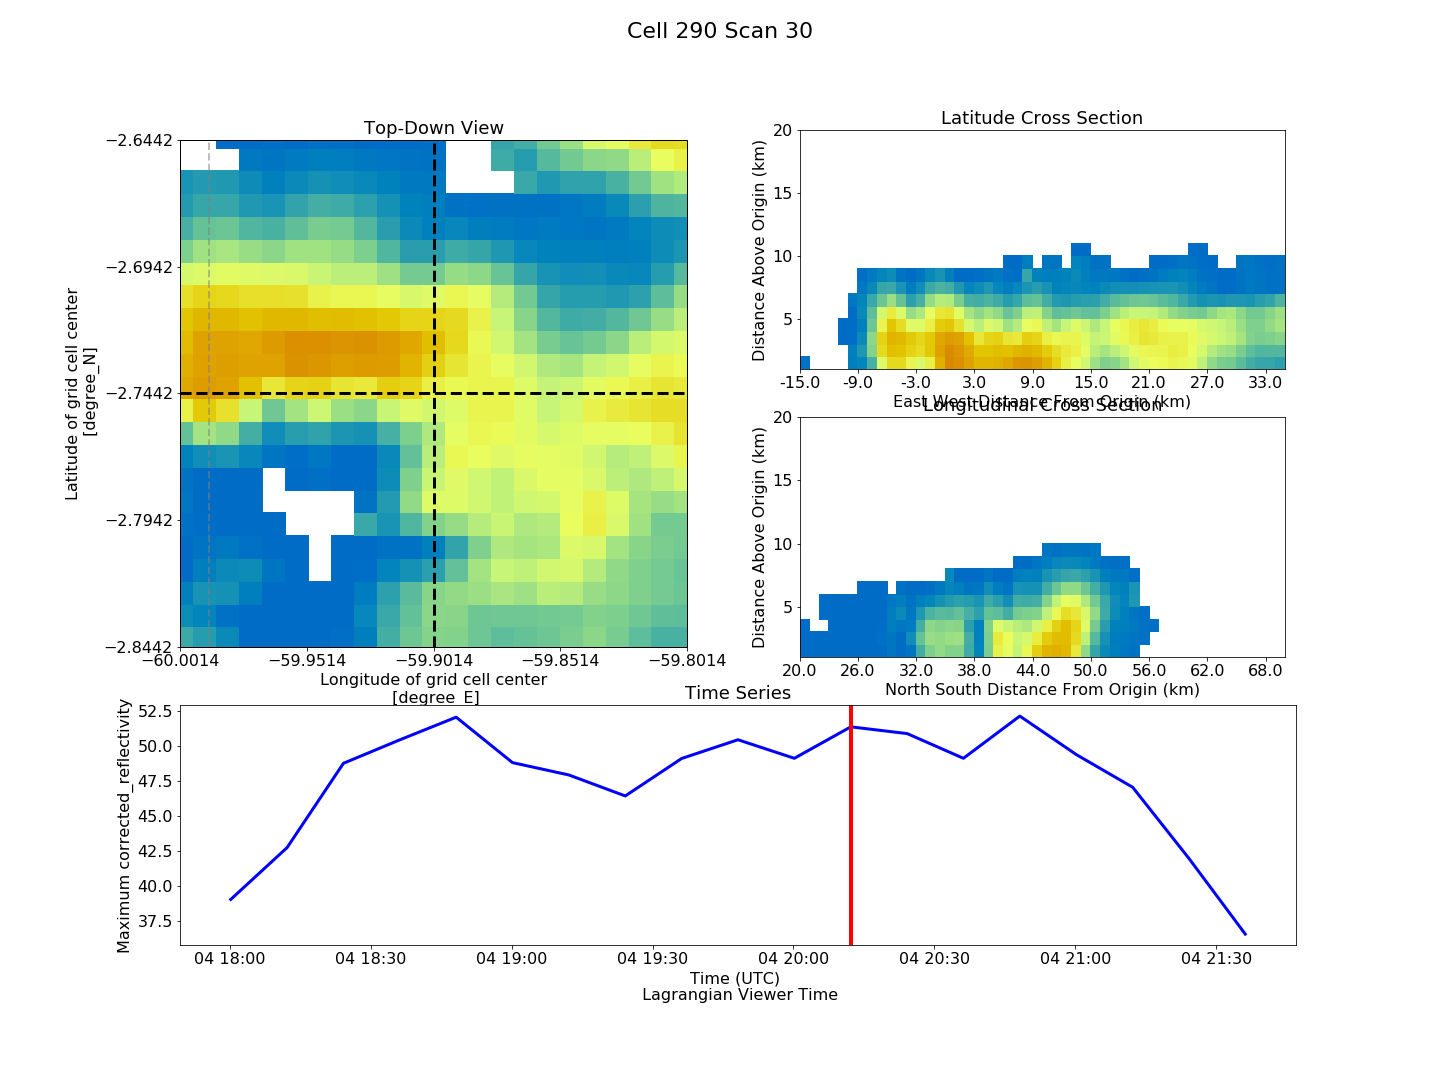 Cell 290 Scan 30
Top-Down View
−2.6442
−2.6942
−2.7442
−2.7942
−2.8442
Latitude of grid cell center
[degree_N]
−60.0014 −59.9514 −59.9014 −59.8514 −59.8014
Longitude of grid cell center
[degree_E]
Latitude Cross Section
20
15
10
5
Distance Above Origin (km)
-15.0 -9.0 -3.0 3.0 9.0 15.0 21.0 27.0 33.0
East West Distance From Origin (km)
Longitudinal Cross Section
20
15
10
5
Distance Above Origin (km)
20.0 26.0 32.0 38.0 44.0 50.0 56.0 62.0 68.0
North South Distance From Origin (km)
Time Series
52.5
50.0
47.5
45.0
42.5
40.0
37.5
Maximum corrected_reflectivity
04 18:00 04 18:30 04 19:00 04 19:30 04 20:00 04 20:30 04 21:00 04 21:30
Time (UTC)
Lagrangian Viewer Time